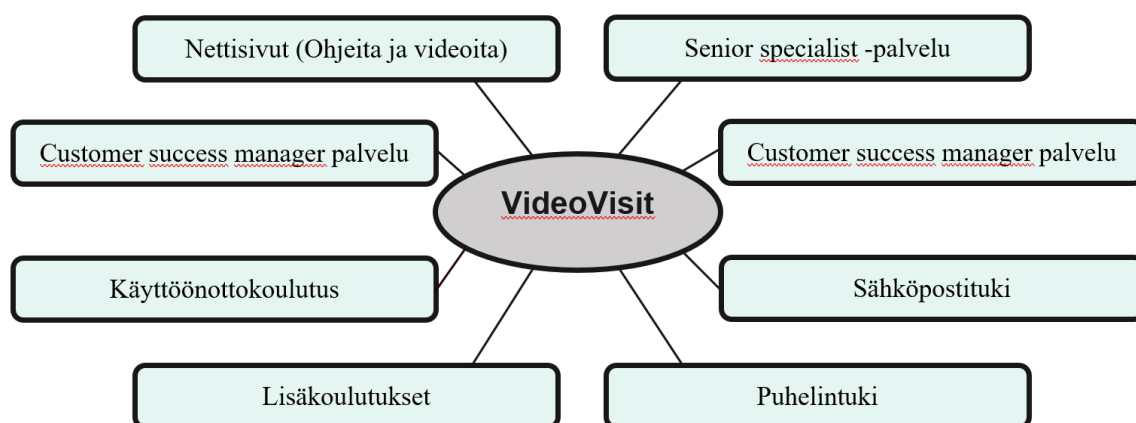 Nettisivut (Ohjeita ja videoita)
Senior specialist -palvelu
Customer success manager palvelu
Customer success manager palvelu
VideoVisit
Käyttöönottokoulutus
Sähköpostituki
Lisäkoulutukset
Puhelintuki